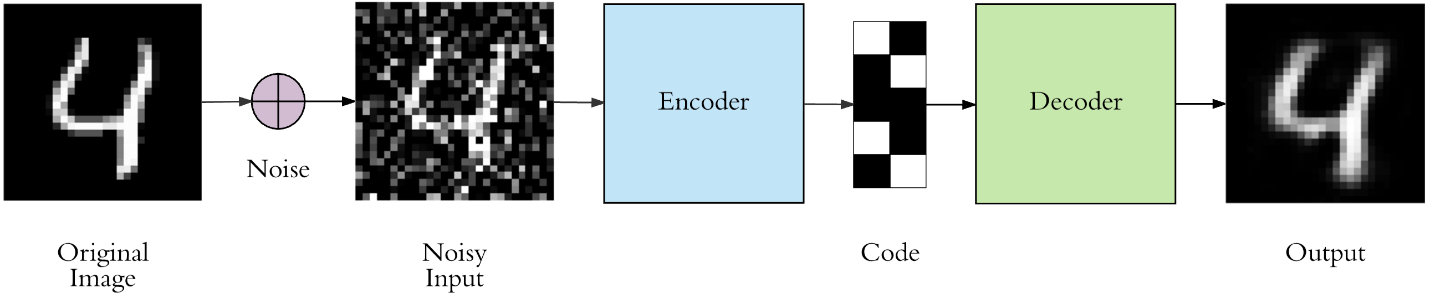 Encoder
Decoder
Noise
Original
Image
Noisy
Input
Code
Output